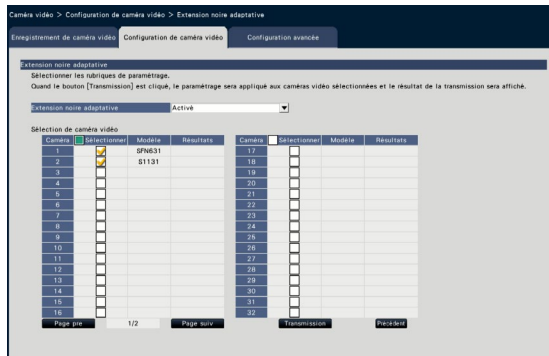 Caméra vidéo > Configuration de caméra vidéo > Extension noire adaptative
Enregistrement de caméra vidéo
Configuration de caméra vidéo
Configuration avancée
Extension noire adaptative
Sélectionner les rubriques de paramétrage.
Quand le bouton [Transmission] est cliqué, le paramétrage sera appliqué aux caméras vidéo sélectionnées et le résultat de la transmission sera affiché.
Extension noire adaptative Activé
Sélection de caméra vidéo
Caméra Sélectionner Modèle Résultats Caméra Sélectionner Modèle Résultats
1 SFN631 17
2 S1131 18
3 19
4 20
5 21
6 22
7 23
8 24
9 25
10 26
11 27
12 28
13 29
14 30
15 31
16 32
Page pre 1/2 Page suiv Transmission Précédent